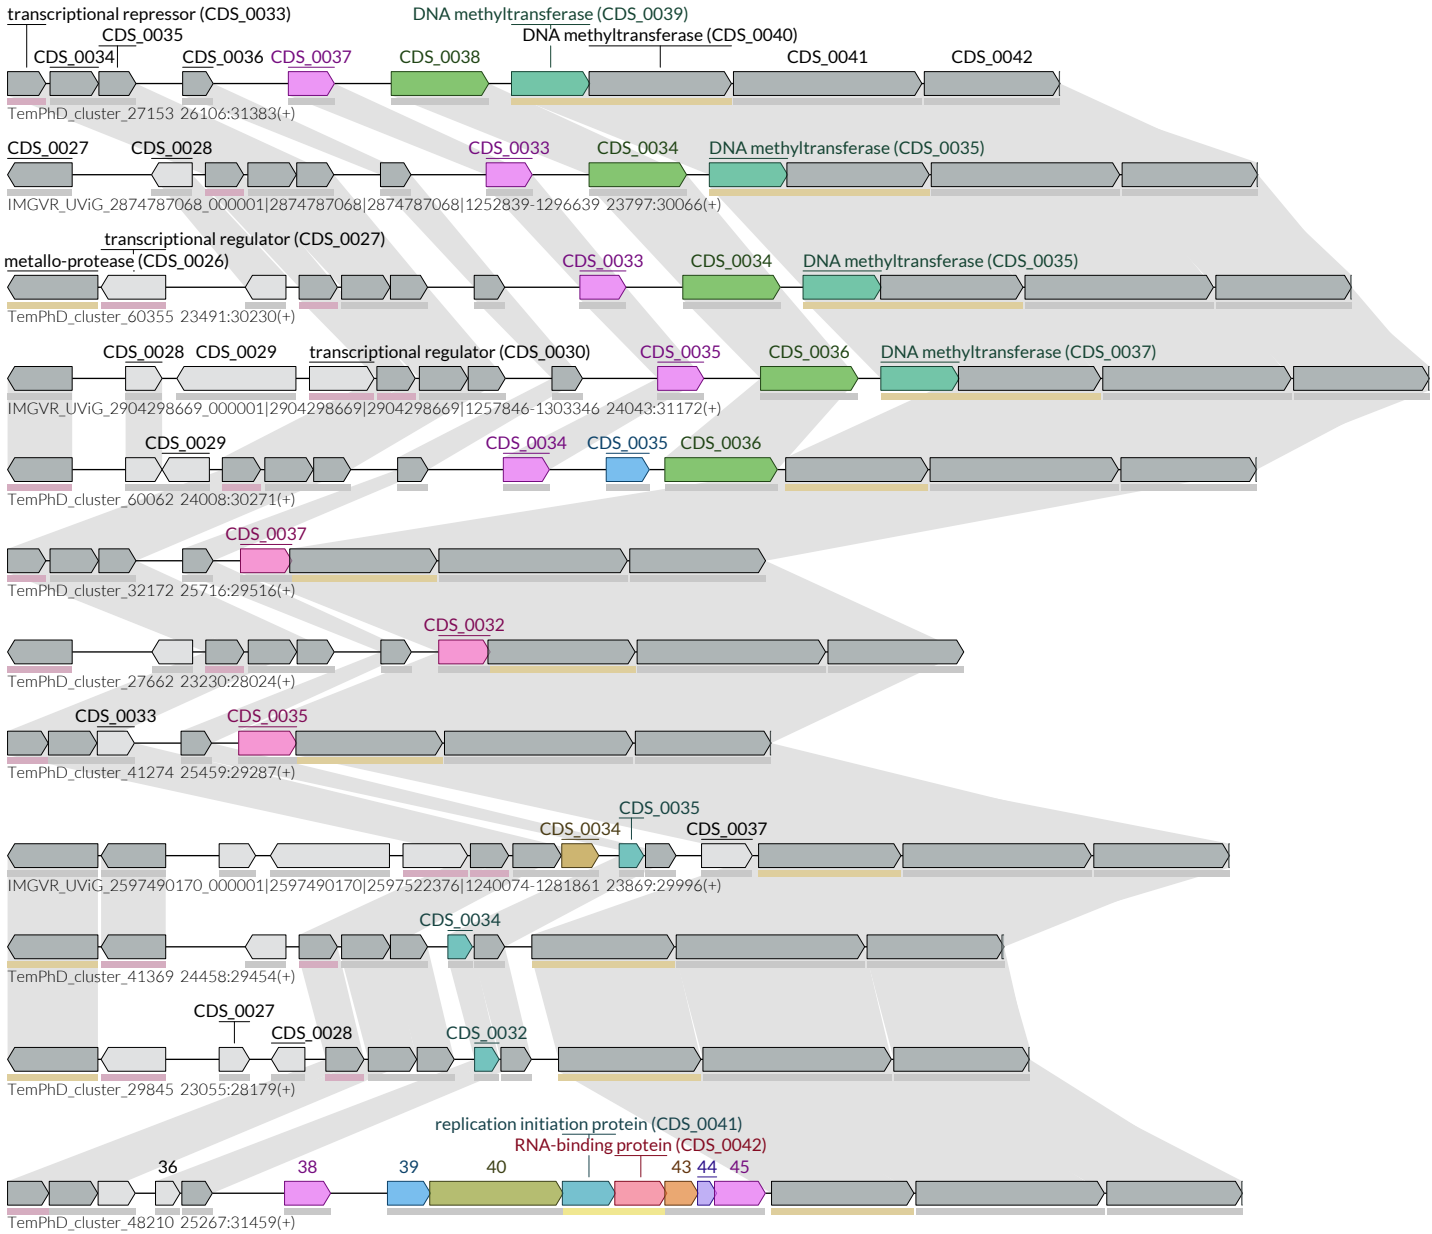 transcriptional repressor (CDS_0033)
DNA methyltransferase (CDS_0039)
CDS_0035
DNA methyltransferase (CDS_0040)
CDS_0034
CDS_0036
CDS_0037
CDS_0038
CDS_0041
CDS_0042
TemPhD_cluster_27153 26106:31383(+)
CDS_0027
CDS_0028
CDS_0033
CDS_0034
DNA methyltransferase (CDS_0035)
IMGVR_UViG_2874787068_000001|2874787068|2874787068|1252839-1296639 23797:30066(+)
transcriptional regulator (CDS_0027)
metallo-protease (CDS_0026)
CDS_0033
CDS_0034
DNA methyltransferase (CDS_0035)
TemPhD_cluster_60355 23491:30230(+)
CDS_0028
CDS_0029
transcriptional regulator (CDS_0030)
CDS_0035
CDS_0036
DNA methyltransferase (CDS_0037)
IMGVR_UViG_2904298669_000001|2904298669|2904298669|1257846-1303346 24043:31172(+)
CDS_0029
CDS_0034
CDS_0035
CDS_0036
TemPhD_cluster_60062 24008:30271(+)
CDS_0037
TemPhD_cluster_32172 25716:29516(+)
CDS_0032
TemPhD_cluster_27662 23230:28024(+)
CDS_0033
CDS_0035
TemPhD_cluster_41274 25459:29287(+)
CDS_0035
CDS_0034
CDS_0037
IMGVR_UViG_2597490170_000001|2597490170|2597522376|1240074-1281861 23869:29996(+)
CDS_0034
TemPhD_cluster_41369 24458:29454(+)
CDS_0027
CDS_0028
CDS_0032
TemPhD_cluster_29845 23055:28179(+)
replication initiation protein (CDS_0041)
RNA-binding protein (CDS_0042)
36
38
39
40
43
44
45
TemPhD_cluster_48210 25267:31459(+)